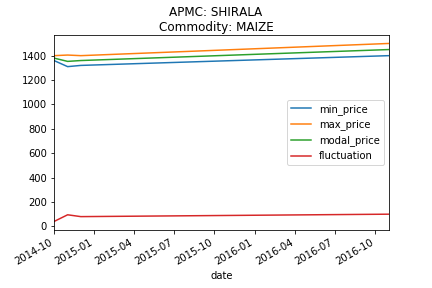 APMC: SHIRALA
Commodity: MAIZE
1400
1200
1000
800
600
400
200
0
min_price
max_price
modal_price
fluctuation
2014-10
2015-01
2015-04
2015-07
2015-10
2016-01
2016-04
2016-07
2016-10
date